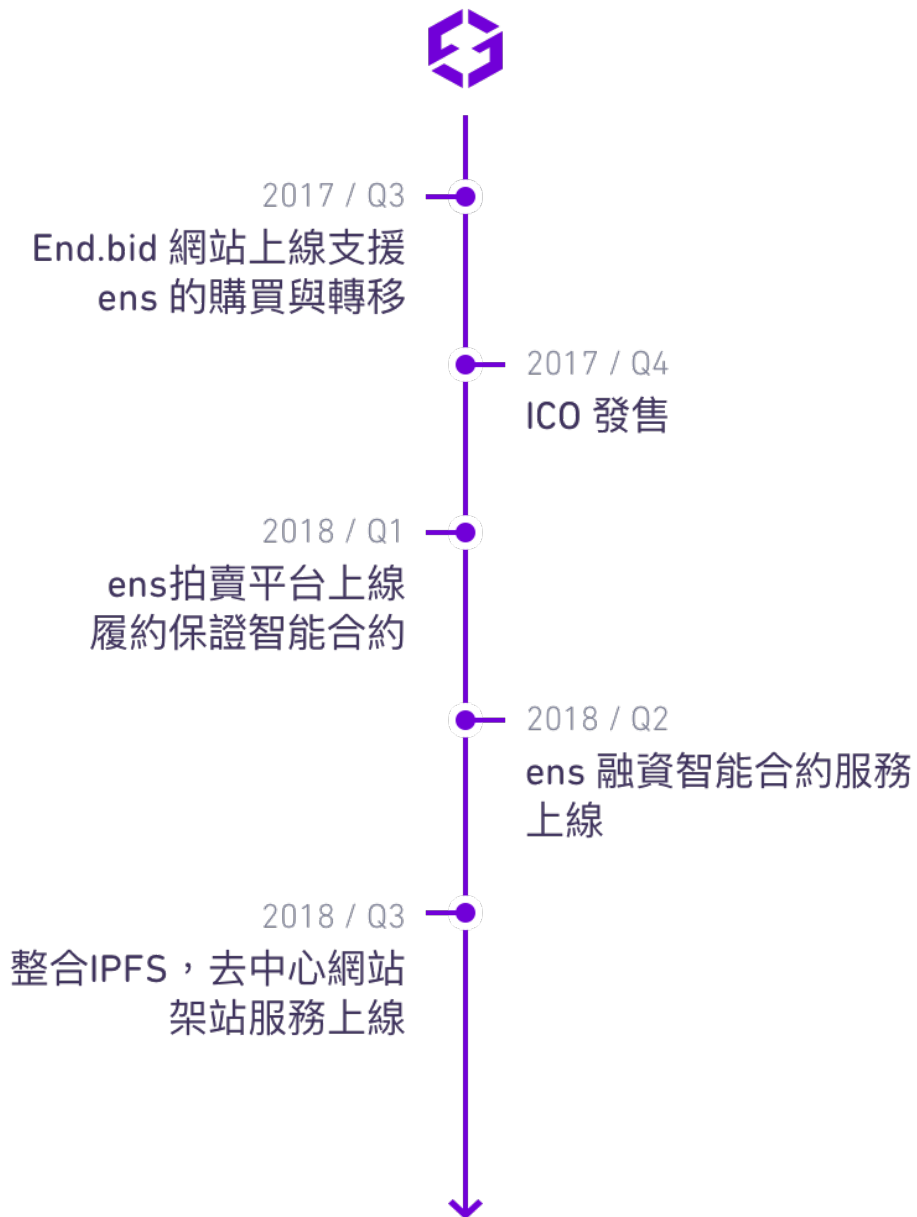 2017 / Q3
End.bid 網站上線支援
ens 的購買與轉移
2017 / Q4
ICO 發售
2018 / Q1
ens拍賣平台上線
履約保證智能合約
2018 / Q2
ens 融資智能合約服務
上線
2018 / Q3
整合IPFS，去中心網站
架站服務上線